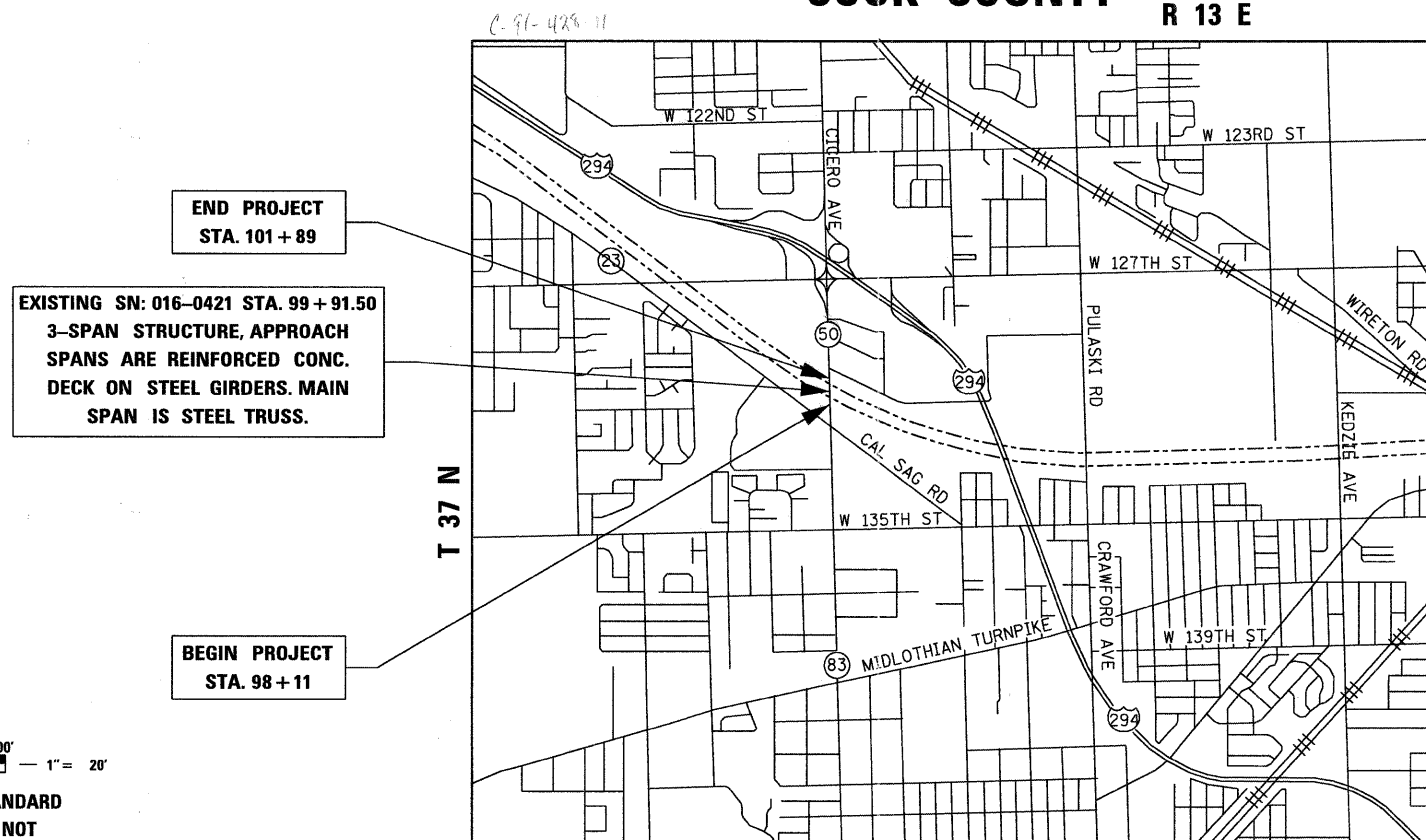 COOK COUNTY
R 13 E
C-91-428-11
W 122ND ST
CICERO AVE
W 123RD ST
294
END PROJECT
STA. 101+89
23
W 127TH ST
EXISTING SN: 016-0421 STA. 99+91.50
3-SPAN STRUCTURE, APPROACH
SPANS ARE REINFORCED CONC.
DECK ON STEEL GIRDERS. MAIN
SPAN IS STEEL TRUSS.
50
PULASKI RD
WIRETON RD
294
KEDZIE AVE
CAL SAG RD
T 37 N
W 135TH ST
CRAWFORD AVE
W 139TH ST
MIDLOTHIAN TURNPIKE
83
BEGIN PROJECT
STA. 98+11
294
1"= 20'
NOT